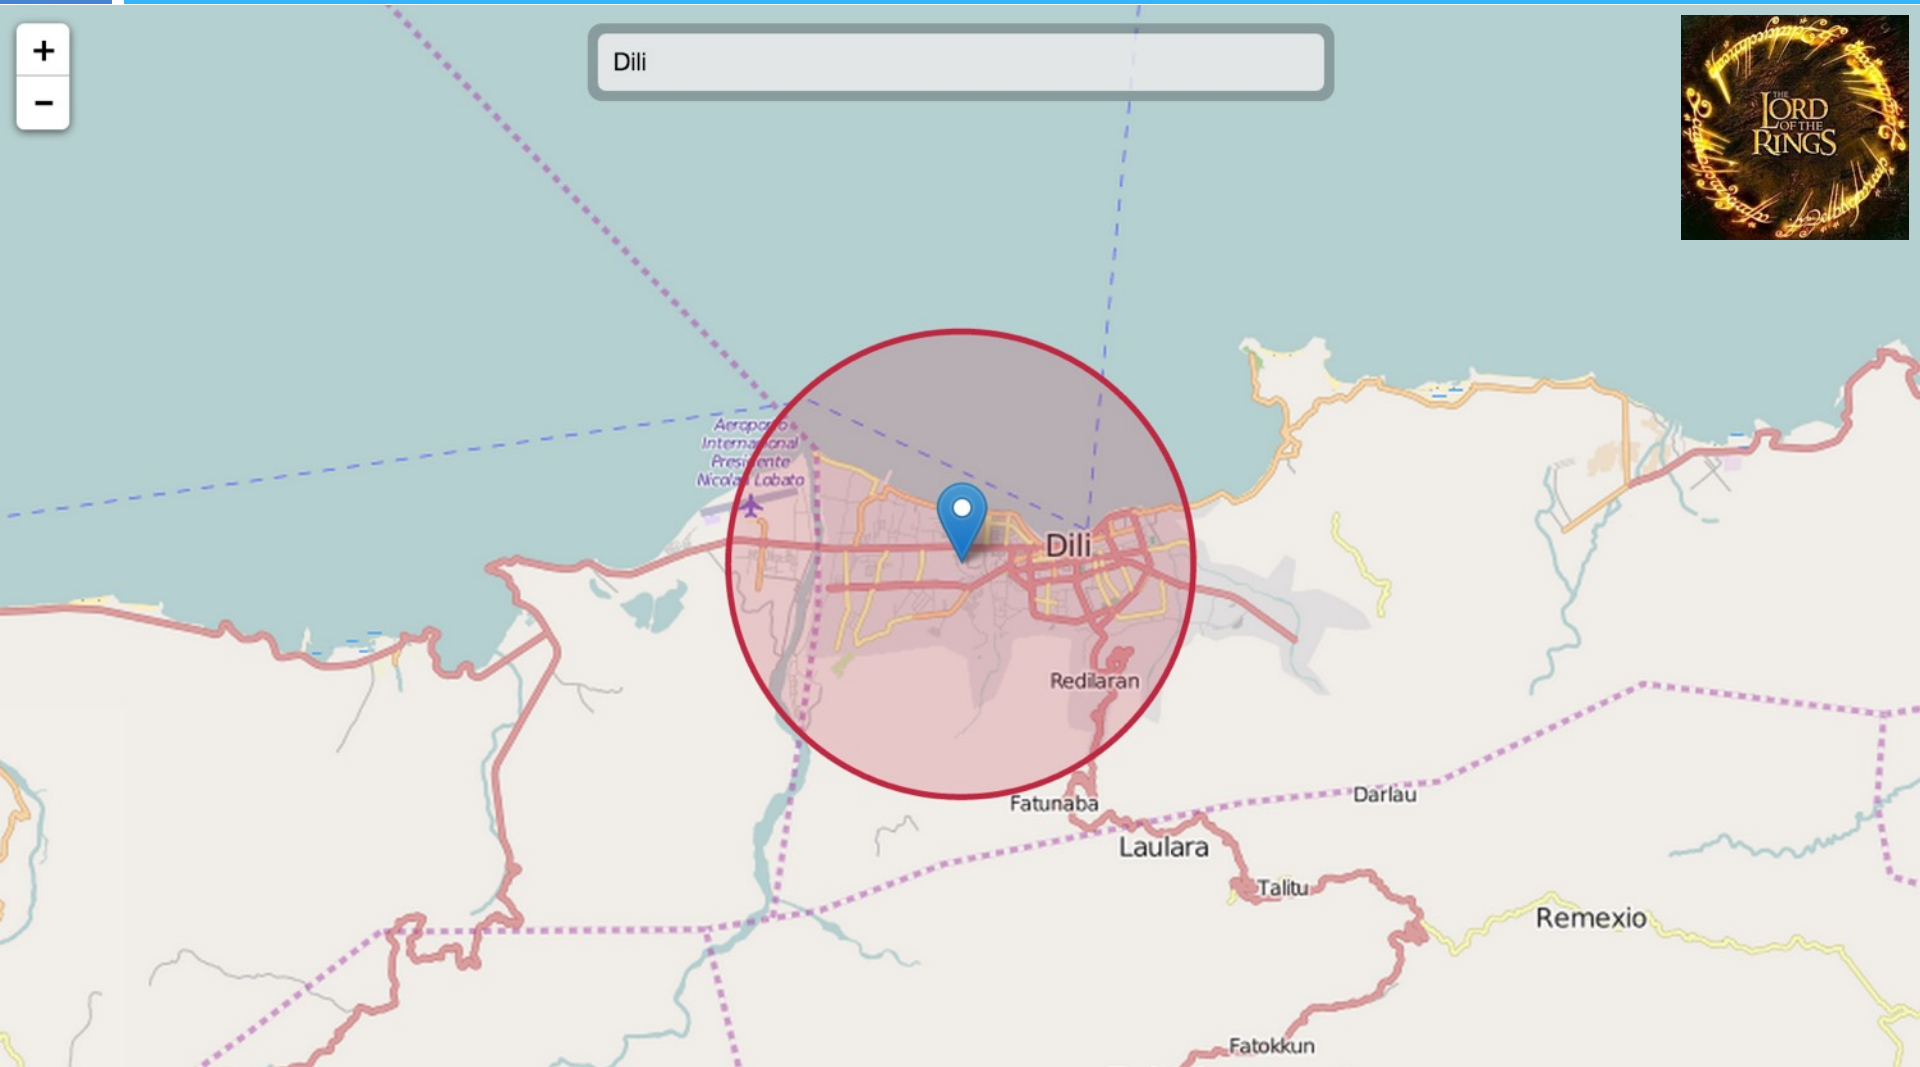 +
−
Dili
THE
LORD
OF THE
RINGS
Aeroporto
Internacional
Presidente
Nicolau Lobato
Dili
Redilaran
Fatunaba
Darlau
Laulara
Talitu
Remexio
Fatokkun